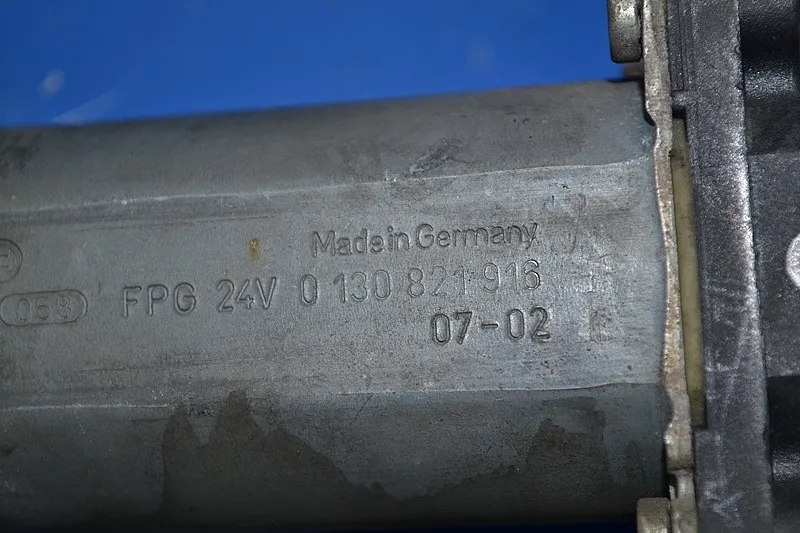 Made in Germany
058 FPG 24V 0 130 821 916
07-02